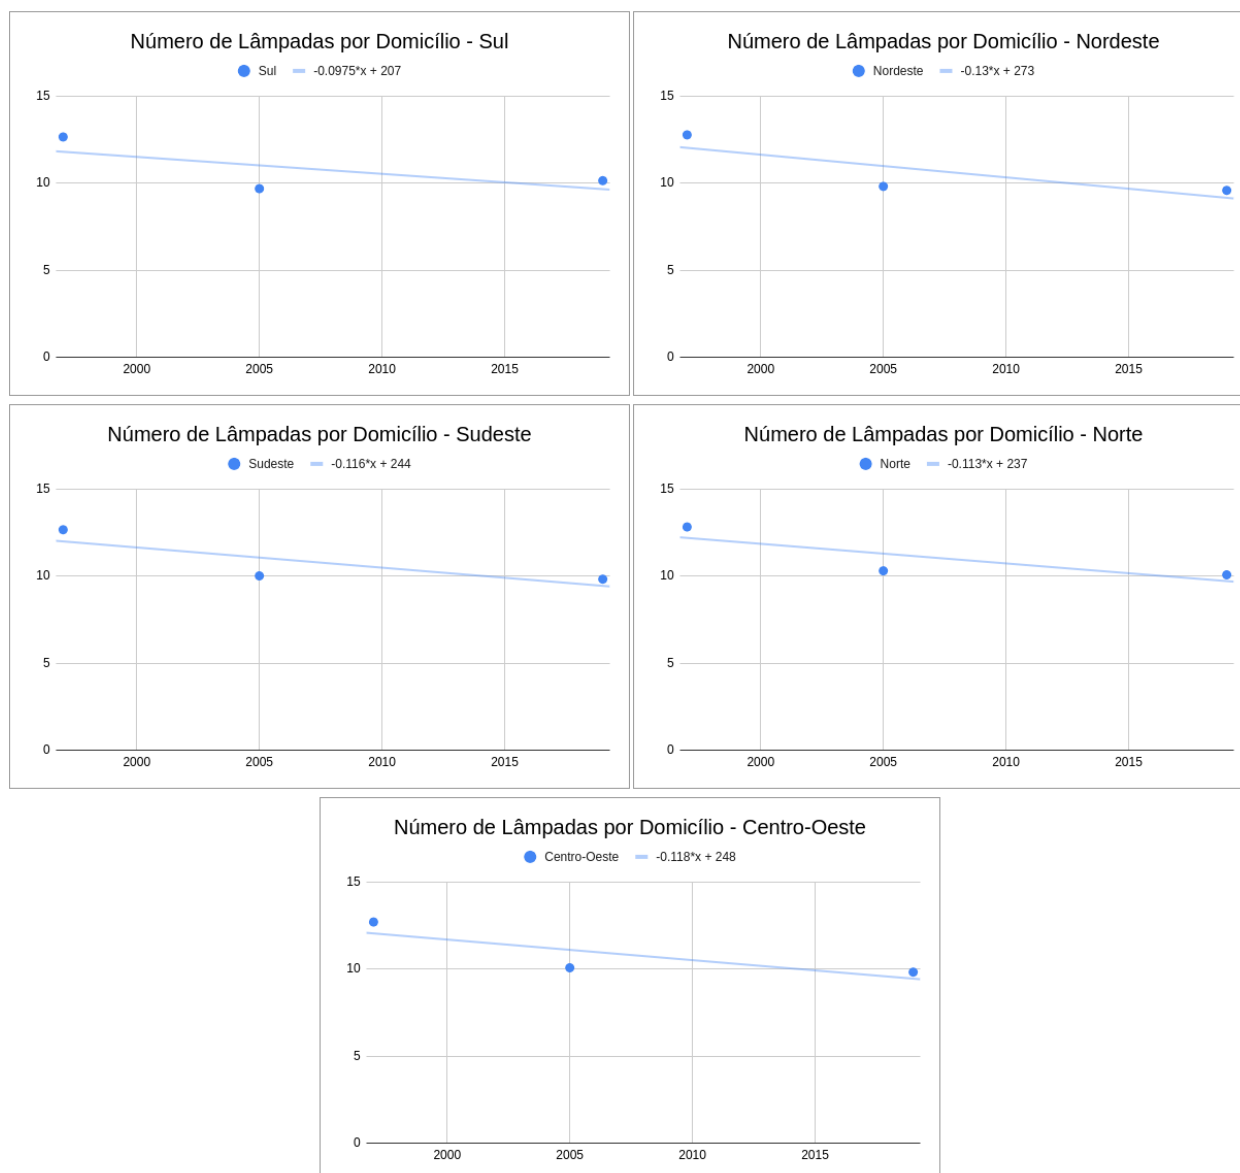 Número de Lâmpadas por Domicílio - Sul
Sul -0.0975*x + 207
15
10
5
0
2000 2005 2010 2015
Número de Lâmpadas por Domicílio - Nordeste
Nordeste -0.13*x + 273
15
10
5
0
2000 2005 2010 2015
Número de Lâmpadas por Domicílio - Sudeste
Sudeste -0.116*x + 244
15
10
5
0
2000 2005 2010 2015
Número de Lâmpadas por Domicílio - Norte
Norte -0.113*x + 237
15
10
5
0
2000 2005 2010 2015
Número de Lâmpadas por Domicílio - Centro-Oeste
Centro-Oeste -0.118*x + 248
15
10
5
0
2000 2005 2010 2015